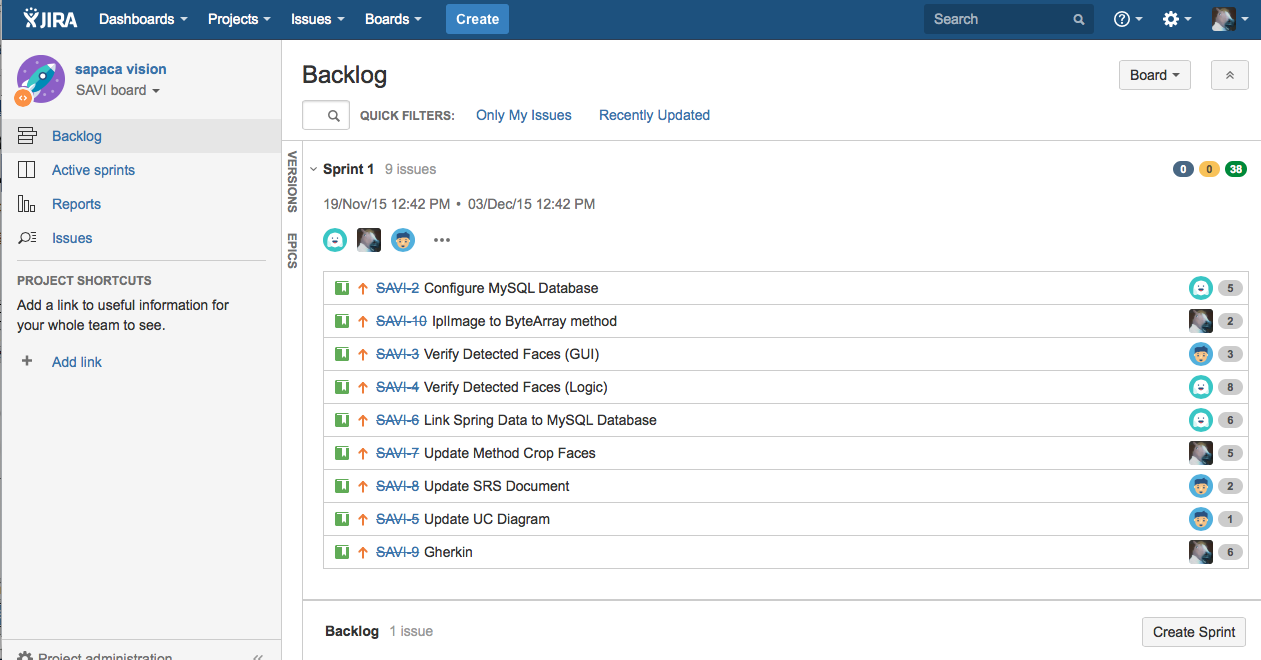 JIRA Dashboards Projects Issues Boards Create Search
sapaca vision
SAVI board
Backlog
Active sprints
Reports
Issues
PROJECT SHORTCUTS
Add a link to useful information for
your whole team to see.
+ Add link
Project administration
Backlog
Board
QUICK FILTERS: Only My Issues Recently Updated
VERSIONS
EPICS
Sprint 1 9 issues 0 0 38
19/Nov/15 12:42 PM • 03/Dec/15 12:42 PM
SAVI-2 Configure MySQL Database 5
SAVI-10 IplImage to ByteArray method 2
SAVI-3 Verify Detected Faces (GUI) 3
SAVI-4 Verify Detected Faces (Logic) 8
SAVI-6 Link Spring Data to MySQL Database 6
SAVI-7 Update Method Crop Faces 5
SAVI-8 Update SRS Document 2
SAVI-5 Update UC Diagram 1
SAVI-9 Gherkin 6
Backlog 1 issue Create Sprint